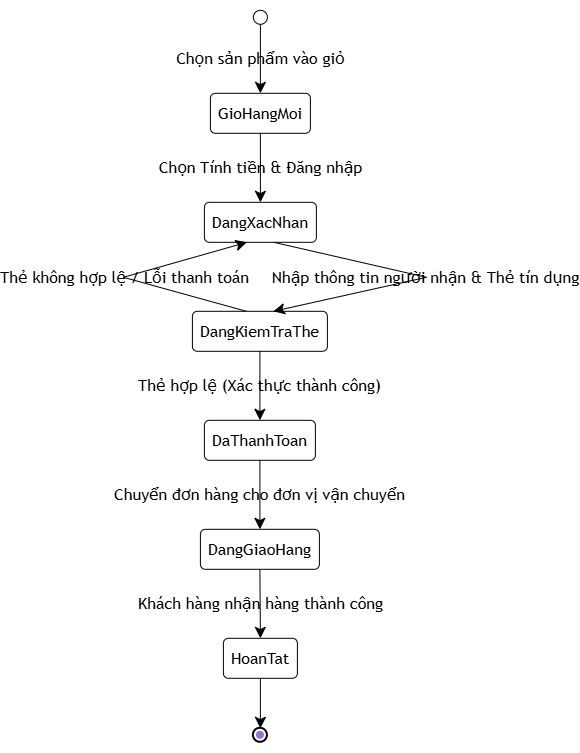 Chọn sản phẩm vào giỏ
GioHangMoi
Chọn Tính tiền & Đăng nhập
DangXacNhan
Thẻ không hợp lệ / Lỗi thanh toán
Nhập thông tin người nhận & Thẻ tín dụng
DangKiemTraThe
Thẻ hợp lệ (Xác thực thành công)
DaThanhToan
Chuyển đơn hàng cho đơn vị vận chuyển
DangGiaoHang
Khách hàng nhận hàng thành công
HoanTat